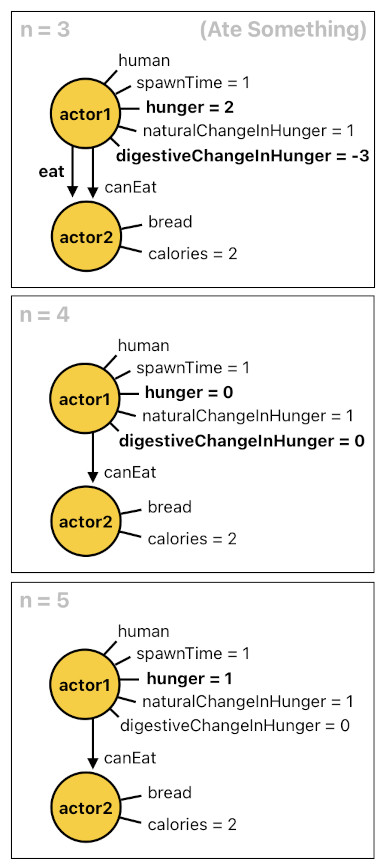 n = 3 (Ate Something)
human
spawnTime = 1
actor1
hunger = 2
naturalChangeInHunger = 1
digestiveChangeInHunger = -3
eat
canEat
bread
actor2
calories = 2
n = 4
human
spawnTime = 1
actor1
hunger = 0
naturalChangeInHunger = 1
digestiveChangeInHunger = 0
canEat
bread
actor2
calories = 2
n = 5
human
spawnTime = 1
actor1
hunger = 1
naturalChangeInHunger = 1
digestiveChangeInHunger = 0
canEat
bread
actor2
calories = 2